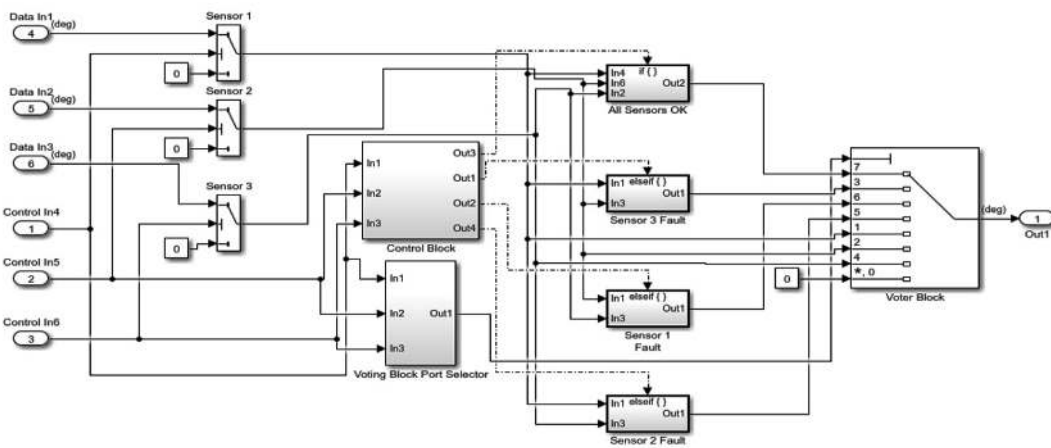 Data In1
(deg)
4
Sensor 1
0
Data In2
(deg)
5
Sensor 2
0
Data In3
(deg)
6
Sensor 3
0
Control In4
1
Control In5
2
Control In6
3
In1
In2
In3
Out3
Out1
Out2
Out4
Control Block
In1
In2
In3
Out1
Voting Block Port Selector
if { }
In4
In6
In2
Out2
All Sensors OK
elseif { }
In1
In3
Out1
Sensor 3 Fault
elseif { }
In1
In3
Out1
Sensor 1
Fault
elseif { }
In1
In3
Out1
Sensor 2 Fault
0
7
3
6
5
1
2
4
*, 0
Voter Block
(deg)
1
Out1